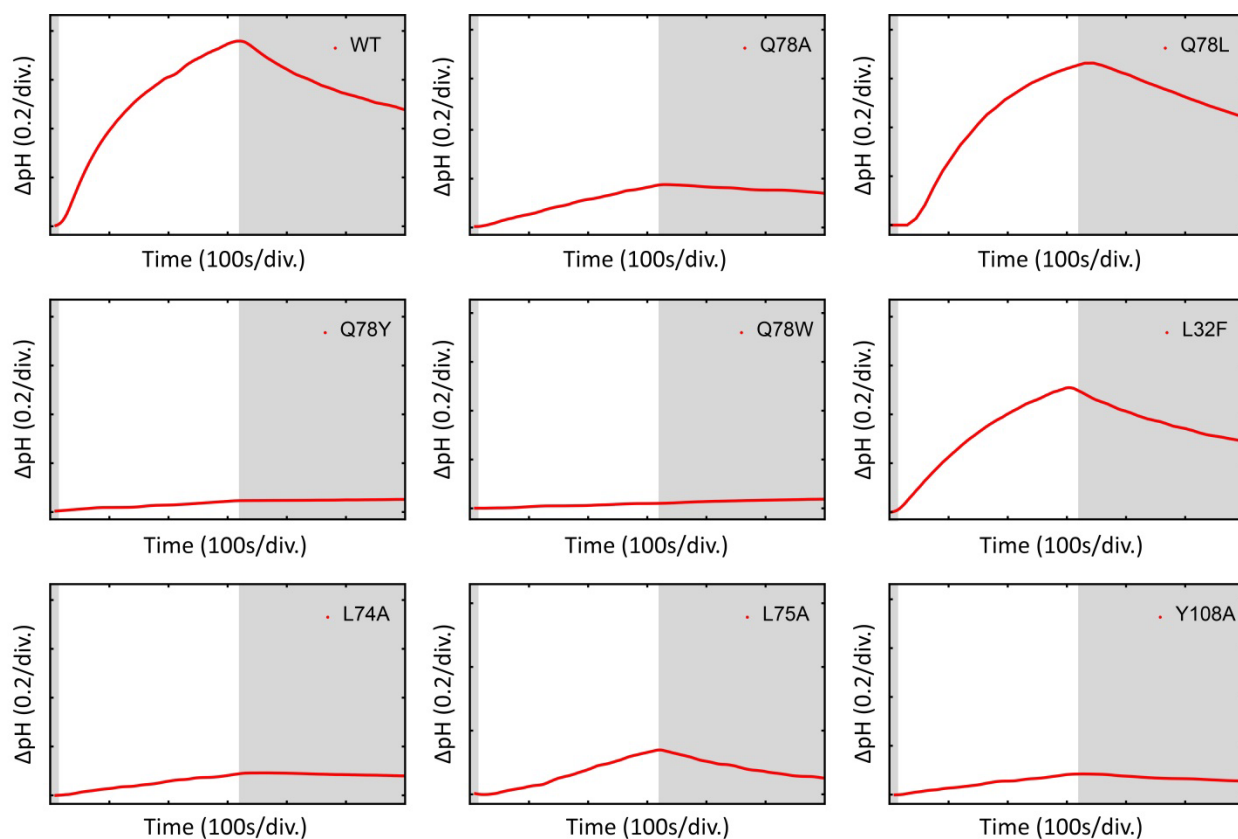 ΔpH (0.2/div.)
WT
Time (100s/div.)
ΔpH (0.2/div.)
Q78A
Time (100s/div.)
ΔpH (0.2/div.)
Q78L
Time (100s/div.)
ΔpH (0.2/div.)
Q78Y
Time (100s/div.)
ΔpH (0.2/div.)
Q78W
Time (100s/div.)
ΔpH (0.2/div.)
L32F
Time (100s/div.)
ΔpH (0.2/div.)
L74A
Time (100s/div.)
ΔpH (0.2/div.)
L75A
Time (100s/div.)
ΔpH (0.2/div.)
Y108A
Time (100s/div.)